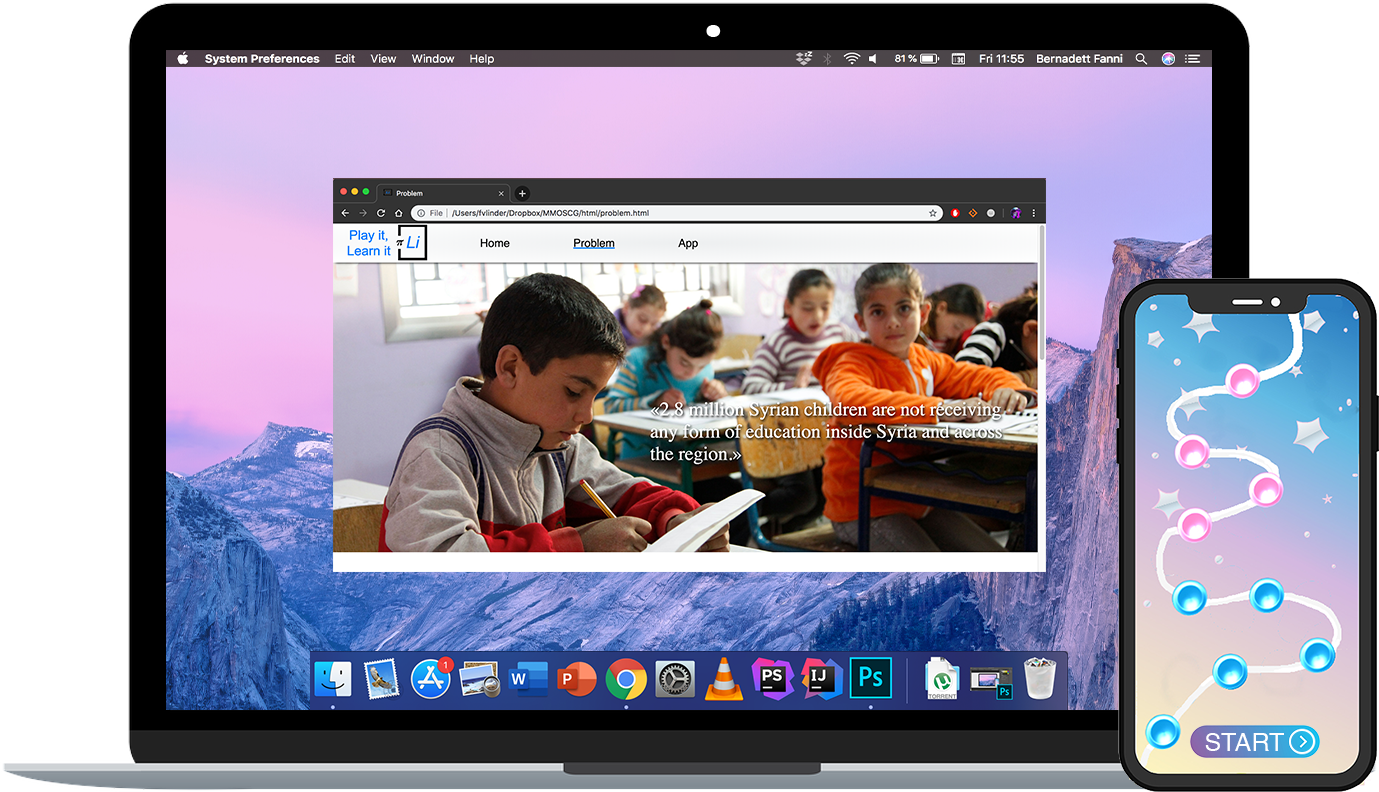 System Preferences Edit View Window Help 81% Fri 11:55 Bernadett Fanni
Problem
File /Users/fvlinder/Dropbox/MMOSCG/html/problem.html
Play it,
Learn it
π Li
Home Problem App
«2,8 million Syrian children are not receiving
any form of education inside Syria and across
the region.»
1
W
P
PS
IJ
Ps
TORRENT
Ps
START